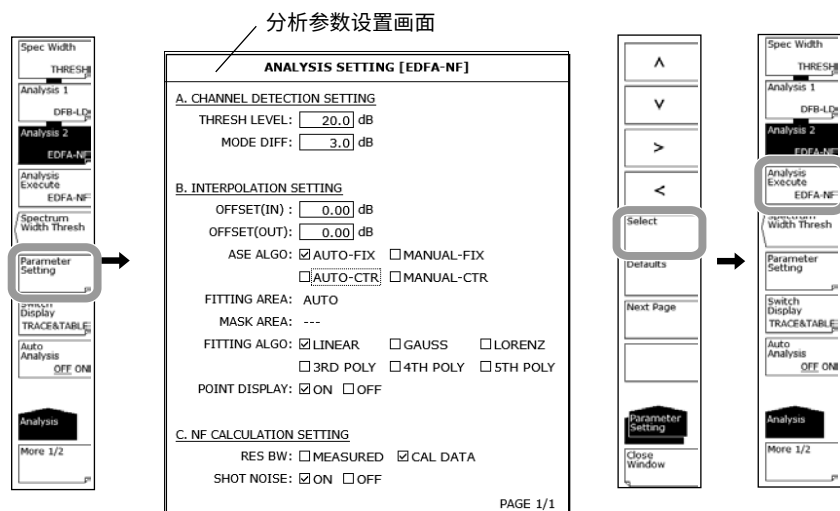 分析参数设置画面
Spec Width
THRESH
Analysis 1
DFB-LD
Analysis 2
EDFA-NF
Analysis
Execute
EDFA-NF
Spectrum
Width Thresh
Parameter
Setting
Switch
Display
TRACE&TABLE
Auto
Analysis
OFF ON
Analysis
More 1/2
ANALYSIS SETTING [EDFA-NF]
A. CHANNEL DETECTION SETTING
THRESH LEVEL: 20.0 dB
MODE DIFF: 3.0 dB
B. INTERPOLATION SETTING
OFFSET(IN) : 0.00 dB
OFFSET(OUT): 0.00 dB
ASE ALGO: ☑AUTO-FIX ☐MANUAL-FIX
☐AUTO-CTR ☐MANUAL-CTR
FITTING AREA: AUTO
MASK AREA: ---
FITTING ALGO: ☑LINEAR ☐GAUSS ☐LORENZ
☐3RD POLY ☐4TH POLY ☐5TH POLY
POINT DISPLAY: ☑ON ☐OFF
C. NF CALCULATION SETTING
RES BW: ☐MEASURED ☑CAL DATA
SHOT NOISE: ☑ON ☐OFF
PAGE 1/1
Select
Defaults
Next Page
Parameter
Setting
Close
Window
Spec Width
THRESH
Analysis 1
DFB-LD
Analysis 2
EDFA-NF
Analysis
Execute
EDFA-NF
Spectrum
Width Thresh
Parameter
Setting
Switch
Display
TRACE&TABLE
Auto
Analysis
OFF ON
Analysis
More 1/2